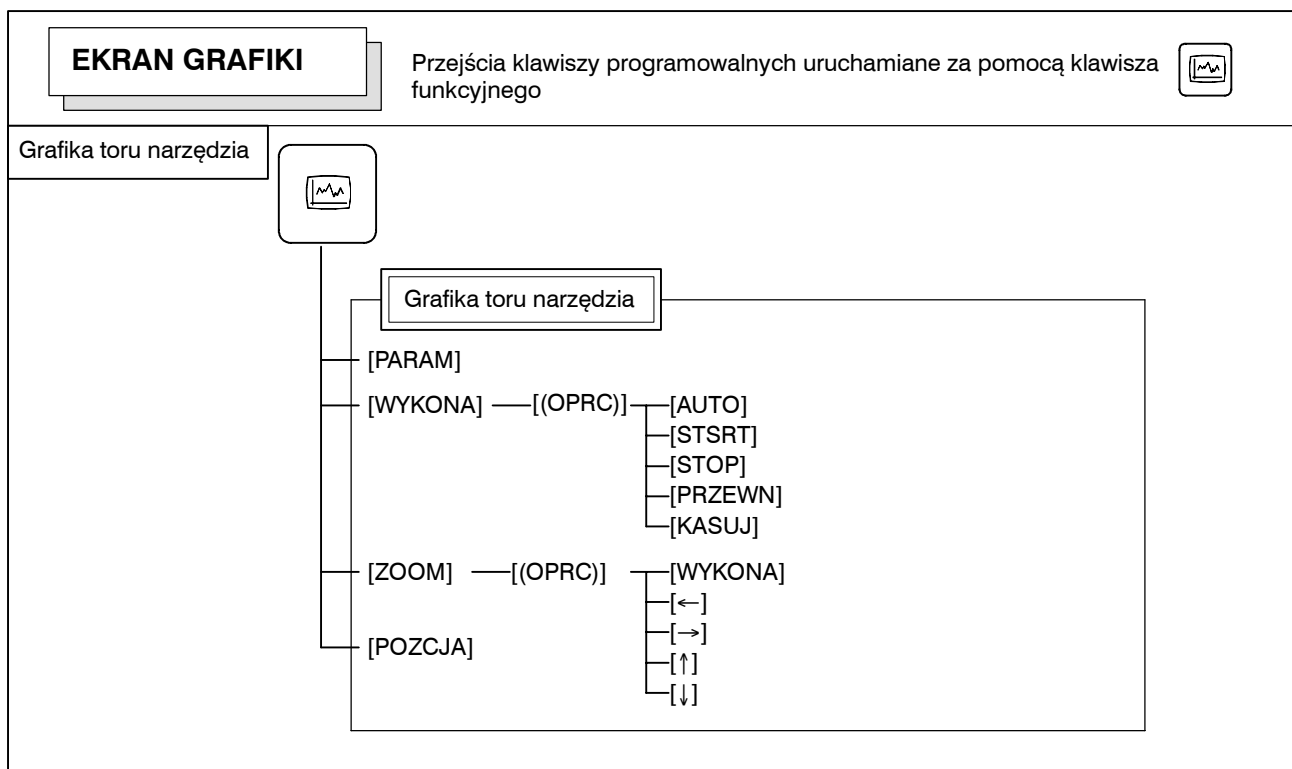 EKRAN GRAFIKI
Przejścia klawiszy programowalnych uruchamiane za pomocą klawisza
funkcyjnego
Grafika toru narzędzia
Grafika toru narzędzia
[PARAM]
[WYKONA] [(OPRC)] [AUTO]
[STSRT]
[STOP]
[PRZEWN]
[KASUJ]
[ZOOM] [(OPRC)] [WYKONA]
[←]
[→]
[↑]
[↓]
[POZCJA]